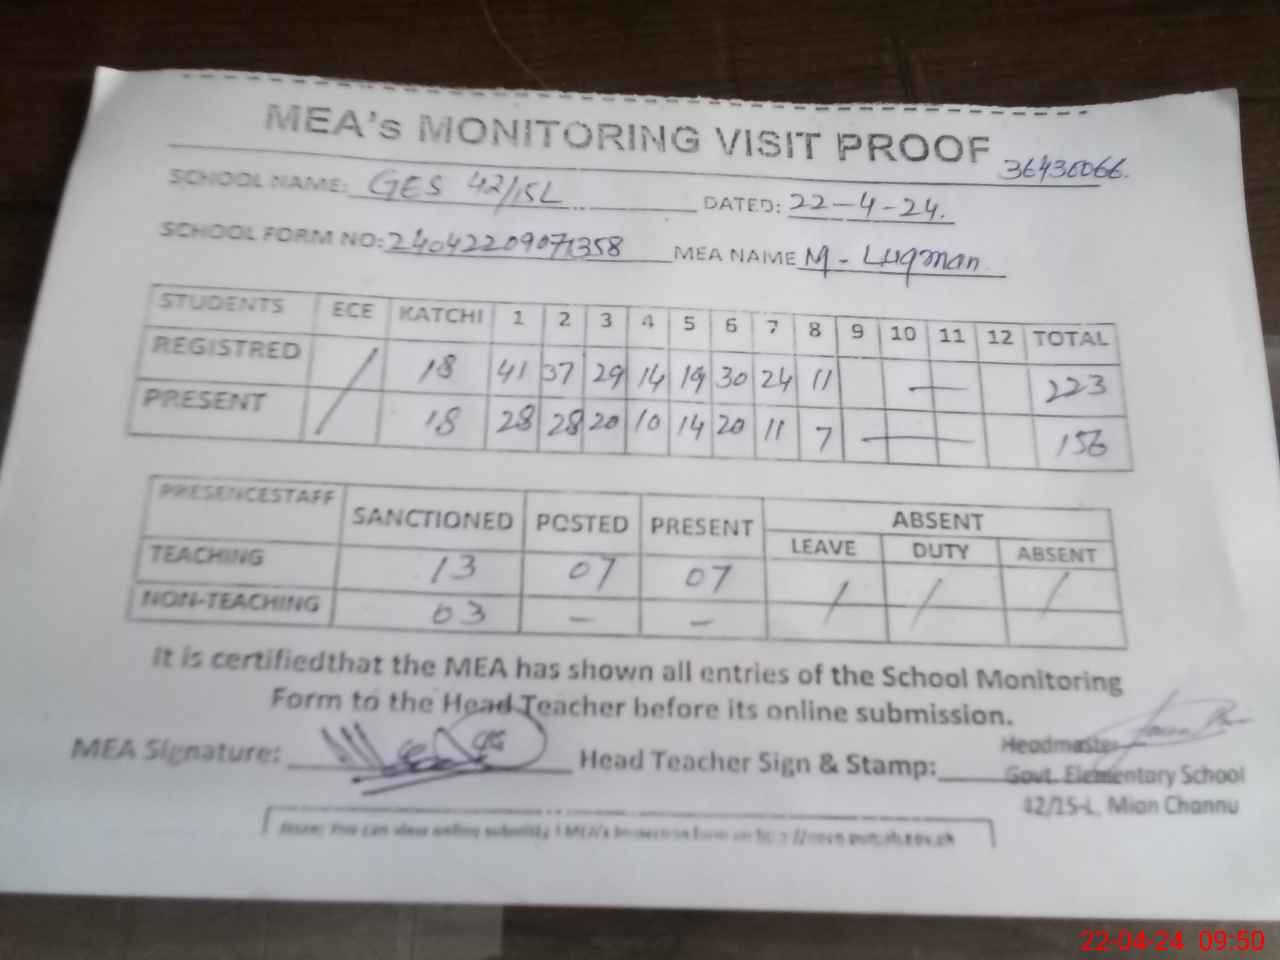 MEA's MONITORING VISIT PROOF 36430066.
SCHOOL NAME: GES 42/15L DATED: 22-4-24.
SCHOOL FORM NO: 24042209071358 MEA NAME M. Luqman.
STUDENTS ECE KATCHI 1 2 3 4 5 6 7 8 9 10 11 12 TOTAL
REGISTRED / 18 41 37 29 14 19 30 24 11 — 223
PRESENT 18 28 28 20 10 14 20 11 7 — 156
PRESENCESTAFF SANCTIONED POSTED PRESENT ABSENT
LEAVE DUTY ABSENT
TEACHING 13 07 07 / / /
NON-TEACHING 03 – –
It is certifiedthat the MEA has shown all entries of the School Monitoring
Form to the Head Teacher before its online submission.
MEA Signature: Head Teacher Sign & Stamp:
Headmaster
Govt. Elementary School
42/15-L, Mian Channu
Note: You can view online
22-04-24 09:50